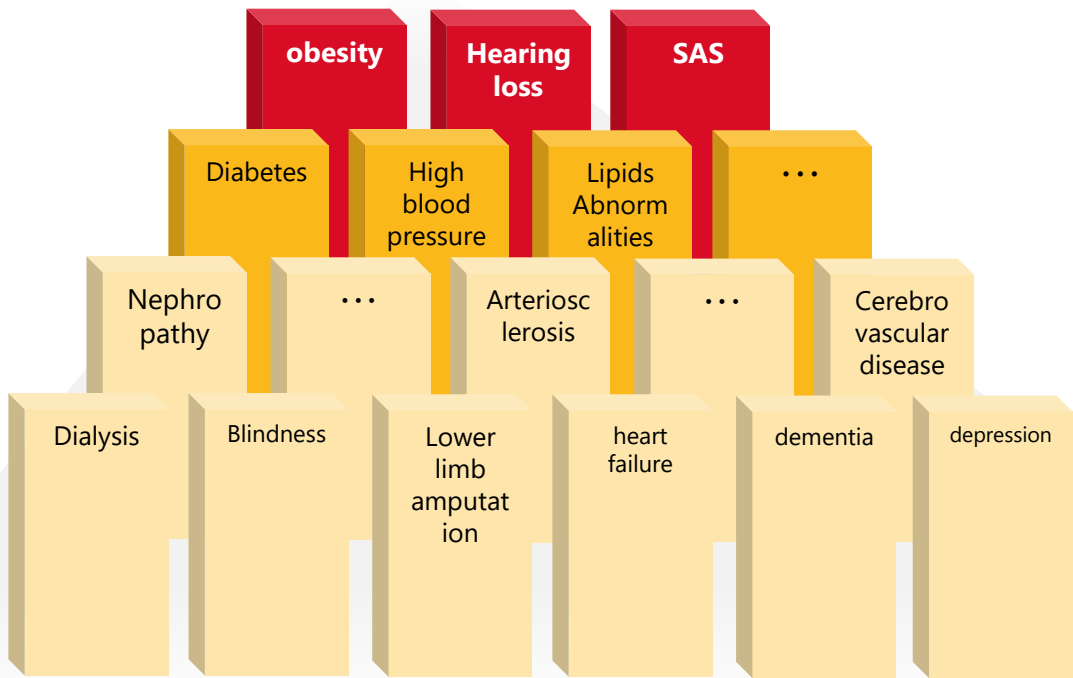 obesity
Hearing
loss
SAS
Diabetes
High
blood
pressure
Lipids
Abnorm
alities
...
Nephro
pathy
...
Arteriosc
lerosis
...
Cerebro
vascular
disease
Dialysis
Blindness
Lower
limb
amputat
ion
heart
failure
dementia
depression